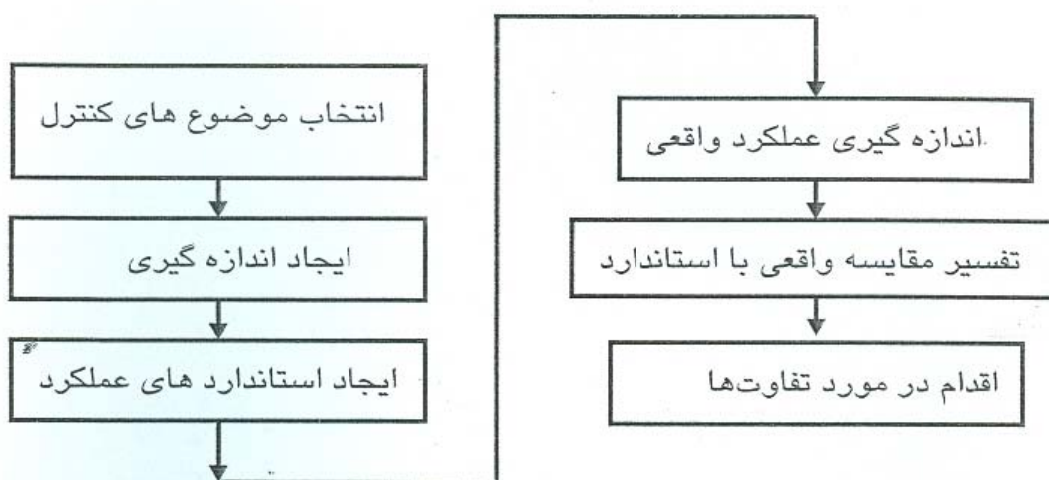 انتخاب موضوع های کنترل
ایجاد اندازه گیری
ایجاد استاندارد های عملکرد
اندازه گیری عملکرد واقعی
تفسیر مقایسه واقعی با استاندارد
اقدام در مورد تفاوت‌ها